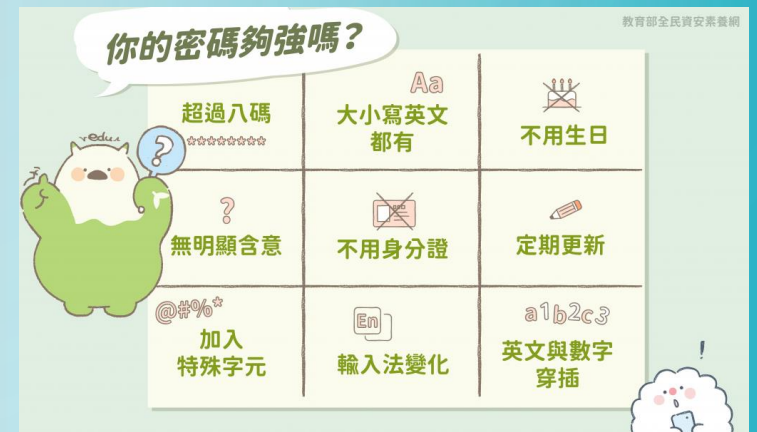 教育部全民資安素養網
你的密碼夠強嗎？
超過八碼
********
Aa
大小寫英文
都有
不用生日
edu
?
?
無明顯含意
不用身分證
定期更新
@#%*
加入
特殊字元
En
輸入法變化
a1b2c3
英文與數字
穿插
!